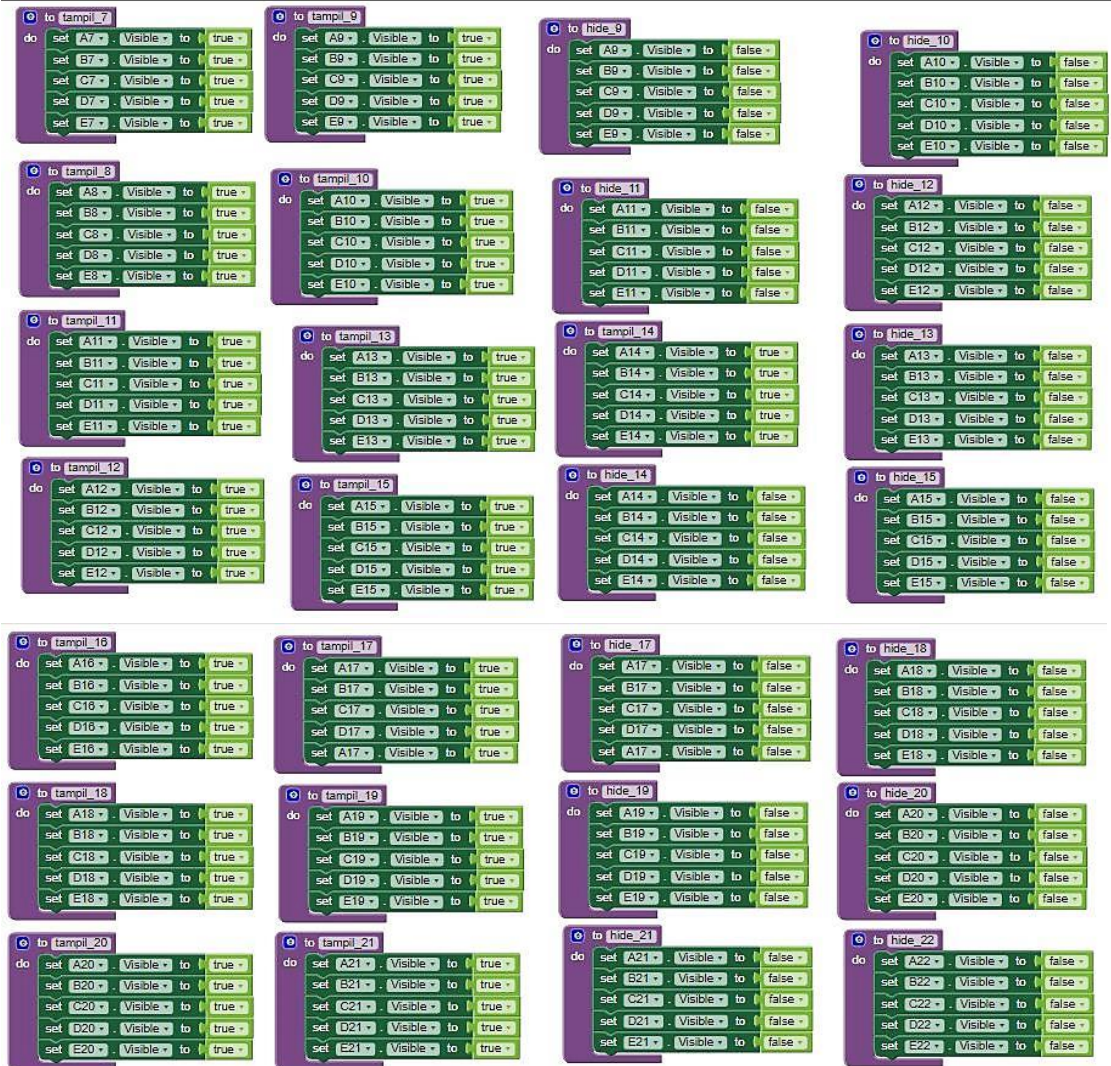 to tampil_7
do set A7 . Visible to true
set B7 . Visible to true
set C7 . Visible to true
set D7 . Visible to true
set E7 . Visible to true
to tampil_9
do set A9 . Visible to true
set B9 . Visible to true
set C9 . Visible to true
set D9 . Visible to true
set E9 . Visible to true
to hide_9
do set A9 . Visible to false
set B9 . Visible to false
set C9 . Visible to false
set D9 . Visible to false
set E9 . Visible to false
to hide_10
do set A10 . Visible to false
set B10 . Visible to false
set C10 . Visible to false
set D10 . Visible to false
set E10 . Visible to false
to tampil_8
do set A8 . Visible to true
set B8 . Visible to true
set C8 . Visible to true
set D8 . Visible to true
set E8 . Visible to true
to tampil_10
do set A10 . Visible to true
set B10 . Visible to true
set C10 . Visible to true
set D10 . Visible to true
set E10 . Visible to true
to hide_11
do set A11 . Visible to false
set B11 . Visible to false
set C11 . Visible to false
set D11 . Visible to false
set E11 . Visible to false
to hide_12
do set A12 . Visible to false
set B12 . Visible to false
set C12 . Visible to false
set D12 . Visible to false
set E12 . Visible to false
to tampil_11
do set A11 . Visible to true
set B11 . Visible to true
set C11 . Visible to true
set D11 . Visible to true
set E11 . Visible to true
to tampil_13
do set A13 . Visible to true
set B13 . Visible to true
set C13 . Visible to true
set D13 . Visible to true
set E13 . Visible to true
to tampil_14
do set A14 . Visible to true
set B14 . Visible to true
set C14 . Visible to true
set D14 . Visible to true
set E14 . Visible to true
to hide_13
do set A13 . Visible to false
set B13 . Visible to false
set C13 . Visible to false
set D13 . Visible to false
set E13 . Visible to false
to tampil_12
do set A12 . Visible to true
set B12 . Visible to true
set C12 . Visible to true
set D12 . Visible to true
set E12 . Visible to true
to tampil_15
do set A15 . Visible to true
set B15 . Visible to true
set C15 . Visible to true
set D15 . Visible to true
set E15 . Visible to true
to hide_14
do set A14 . Visible to false
set B14 . Visible to false
set C14 . Visible to false
set D14 . Visible to false
set E14 . Visible to false
to hide_15
do set A15 . Visible to false
set B15 . Visible to false
set C15 . Visible to false
set D15 . Visible to false
set E15 . Visible to false
to tampil_16
do set A16 . Visible to true
set B16 . Visible to true
set C16 . Visible to true
set D16 . Visible to true
set E16 . Visible to true
to tampil_17
do set A17 . Visible to true
set B17 . Visible to true
set C17 . Visible to true
set D17 . Visible to true
set A17 . Visible to true
to hide_17
do set A17 . Visible to false
set B17 . Visible to false
set C17 . Visible to false
set D17 . Visible to false
set A17 . Visible to false
to hide_18
do set A18 . Visible to false
set B18 . Visible to false
set C18 . Visible to false
set D18 . Visible to false
set E18 . Visible to false
to tampil_18
do set A18 . Visible to true
set B18 . Visible to true
set C18 . Visible to true
set D18 . Visible to true
set E18 . Visible to true
to tampil_19
do set A19 . Visible to true
set B19 . Visible to true
set C19 . Visible to true
set D19 . Visible to true
set E19 . Visible to true
to hide_19
do set A19 . Visible to false
set B19 . Visible to false
set C19 . Visible to false
set D19 . Visible to false
set E19 . Visible to false
to hide_20
do set A20 . Visible to false
set B20 . Visible to false
set C20 . Visible to false
set D20 . Visible to false
set E20 . Visible to false
to tampil_20
do set A20 . Visible to true
set B20 . Visible to true
set C20 . Visible to true
set D20 . Visible to true
set E20 . Visible to true
to tampil_21
do set A21 . Visible to true
set B21 . Visible to true
set C21 . Visible to true
set D21 . Visible to true
set E21 . Visible to true
to hide_21
do set A21 . Visible to false
set B21 . Visible to false
set C21 . Visible to false
set D21 . Visible to false
set E21 . Visible to false
to hide_22
do set A22 . Visible to false
set B22 . Visible to false
set C22 . Visible to false
set D22 . Visible to false
set E22 . Visible to false